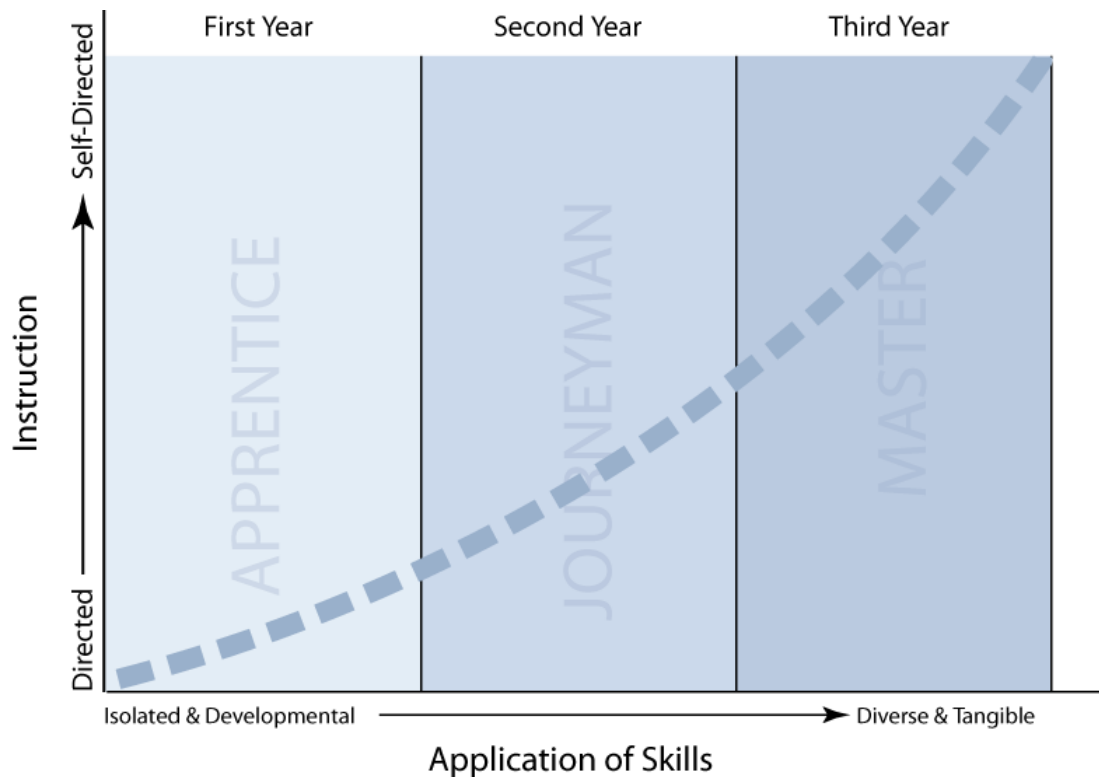 First Year
Second Year
Third Year
Self-Directed
Directed
Instruction
APPRENTICE
JOURNEYMAN
MASTER
Isolated & Developmental
Diverse & Tangible
Application of Skills